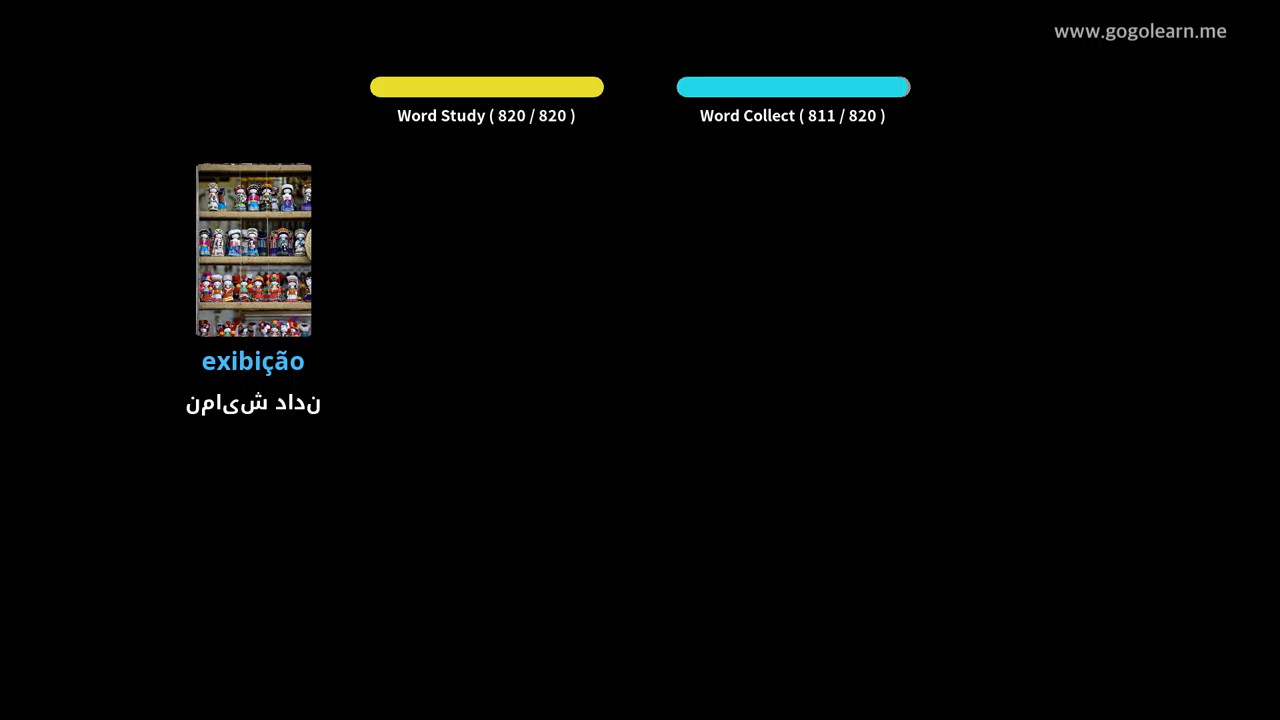 www.gogolearn.me
Word Study ( 820 / 820 )
Word Collect ( 811 / 820 )
exibição
نمایش دادن